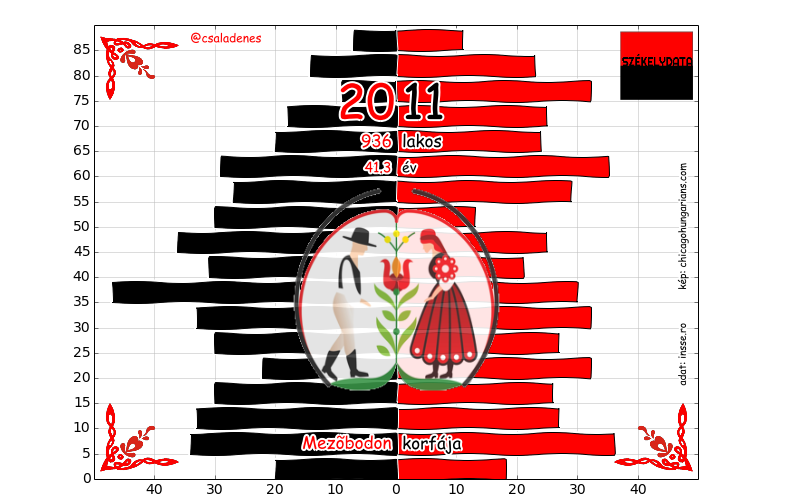 @csaladenes
SZÉKELYDATA
2011
936 lakos
41,3 év
kép: chicagohungarians.com
adat: insse.ro
Mezõbodon korfája
85
80
75
70
65
60
55
50
45
40
35
30
25
20
15
10
5
0
40 30 20 10 0 10 20 30 40